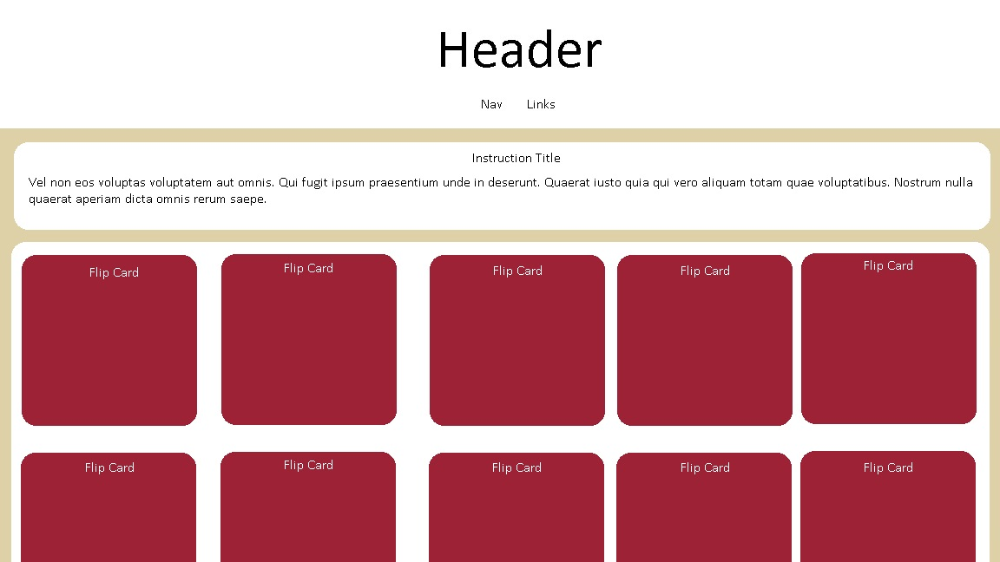 Header
Nav Links
Instruction Title
Vel non eos voluptas voluptatem aut omnis. Qui fugit ipsum praesentium unde in deserunt. Quaerat iusto quia qui vero aliquam totam quae voluptatibus. Nostrum nulla
quaerat aperiam dicta omnis rerum saepe.
Flip Card Flip Card Flip Card Flip Card Flip Card
Flip Card Flip Card Flip Card Flip Card Flip Card